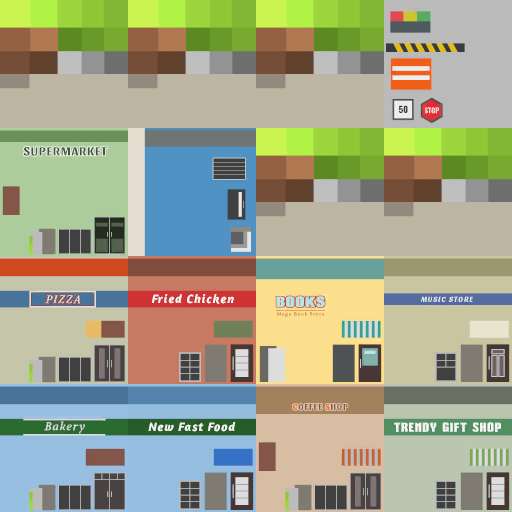 50
STOP
SUPERMARKET
PIZZA
Fried Chicken
BOOKS
Mega Book Store
MUSIC STORE
Bakery
New Fast Food
COFFEE SHOP
TRENDY GIFT SHOP